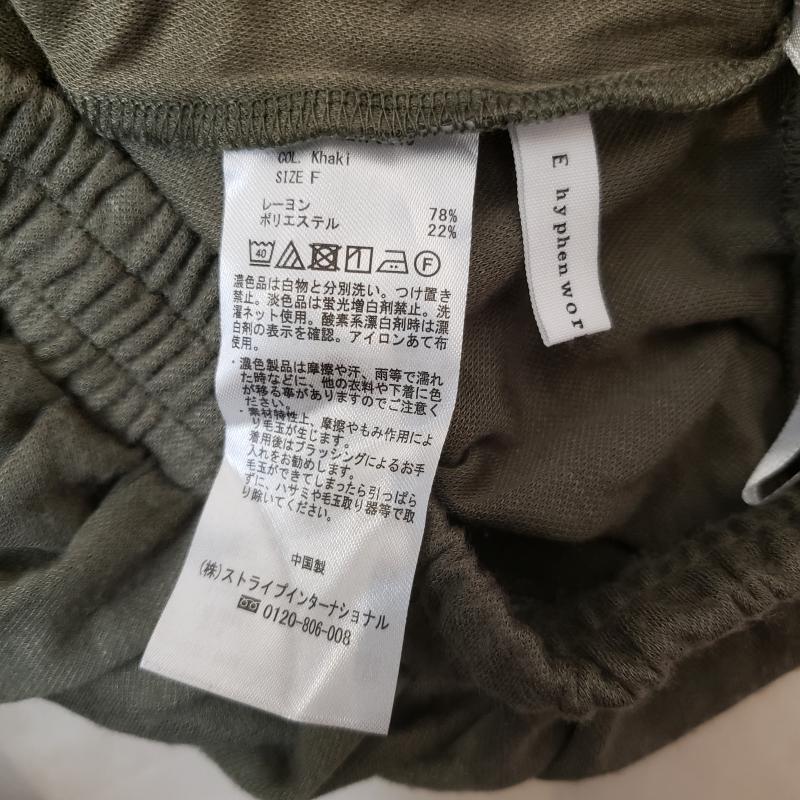 COL. Khaki
SIZE F
レーヨン 78%
ポリエステル 22%
40
F
濃色品は白物と分別洗い。つけ置き
禁止。淡色品は蛍光増白剤禁止。洗
濯ネット使用。酸素系漂白剤時は漂
白剤の表示を確認。アイロンあて布
使用。
・濃色製品は摩擦や汗、雨等で濡れ
た時などに、他の衣料や下着に色
が移る事がありますのでご注意く
ださい。
・素材特性上、摩擦やもみ作用によ
り毛玉が生じます。
着用後はブラッシングによるお手
入れをお勧めします。
毛玉ができてしまったら引っぱら
ずに、ハサミや毛玉取り器等で取
り除いてください。
中国製
(株)ストライプインターナショナル
0120-806-008
E hyphen wor